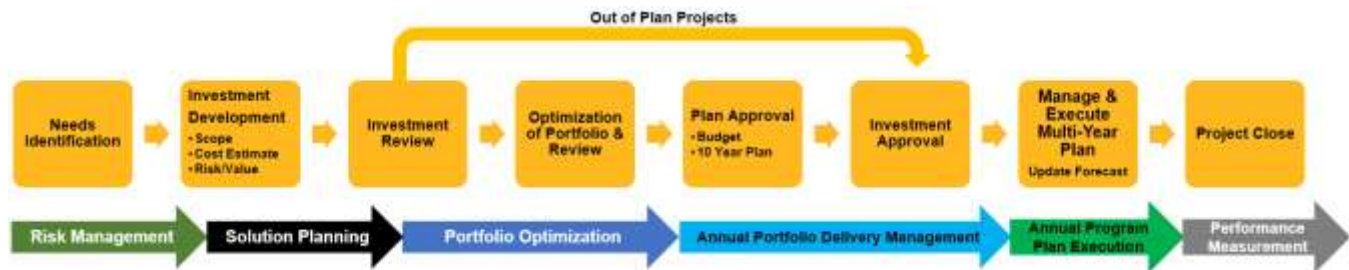 Out of Plan Projects
Needs
Identification
Investment
Development
• Scope
• Cost Estimate
• Risk/Value
Investment
Review
Optimization
of Portfolio &
Review
Plan Approval
• Budget
• 10 Year Plan
Investment
Approval
Manage &
Execute
Multi-Year
Plan
Update Forecast
Project Close
Risk Management
Solution Planning
Portfolio Optimization
Annual Portfolio Delivery Management
Annual Program
Plan Execution
Performance
Measurement